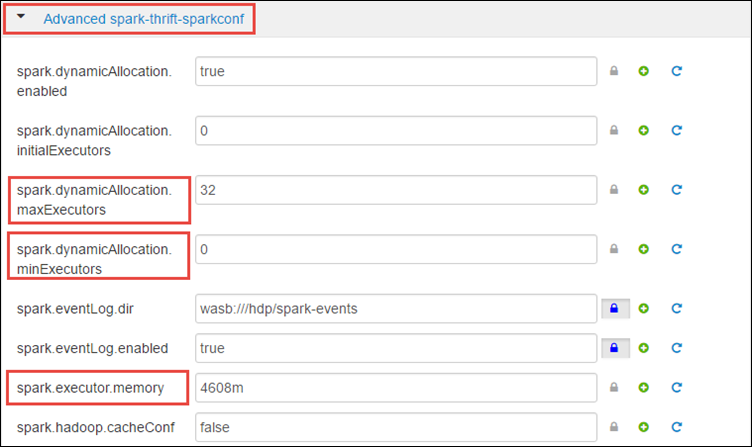 Advanced spark-thrift-sparkconf
spark.dynamicAllocation.
enabled
true
spark.dynamicAllocation.
initialExecutors
0
spark.dynamicAllocation.
maxExecutors
32
spark.dynamicAllocation.
minExecutors
0
spark.eventLog.dir
wasb:///hdp/spark-events
spark.eventLog.enabled
true
spark.executor.memory
4608m
spark.hadoop.cacheConf
false